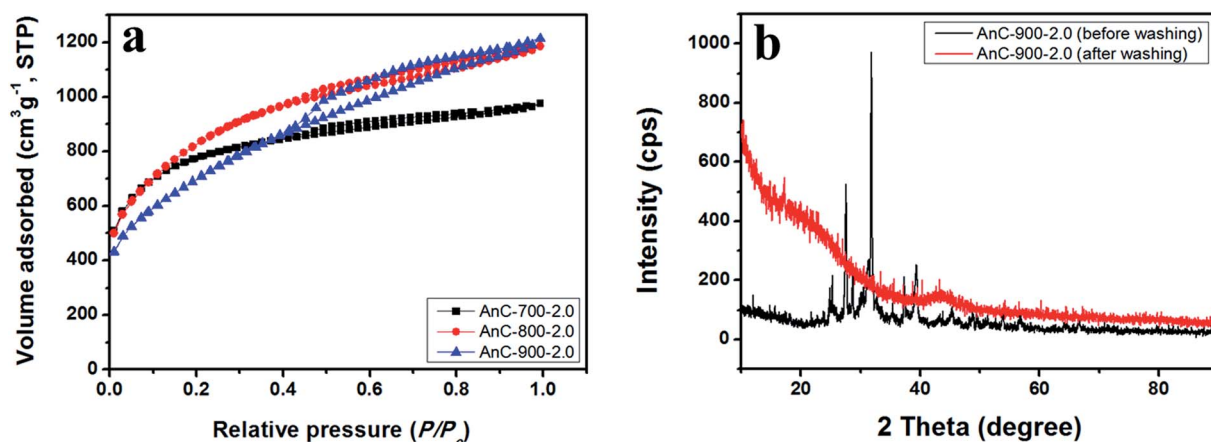 a
Volume adsorbed (cm³g⁻¹, STP)
1200
1000
800
600
400
200
0
AnC-700-2.0
AnC-800-2.0
AnC-900-2.0
0.0 0.2 0.4 0.6 0.8 1.0
Relative pressure (P/Pₒ)
b
AnC-900-2.0 (before washing)
AnC-900-2.0 (after washing)
Intensity (cps)
1000
800
600
400
200
0
20 40 60 80
2 Theta (degree)